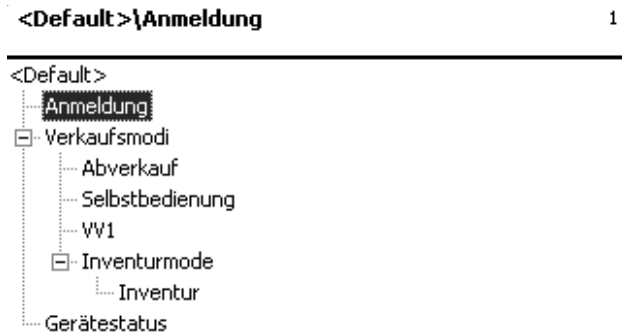 <Default>\Anmeldung 1
<Default>
Anmeldung
Verkaufsmodi
Abverkauf
Selbstbedienung
VV1
Inventurmode
Inventur
Gerätestatus